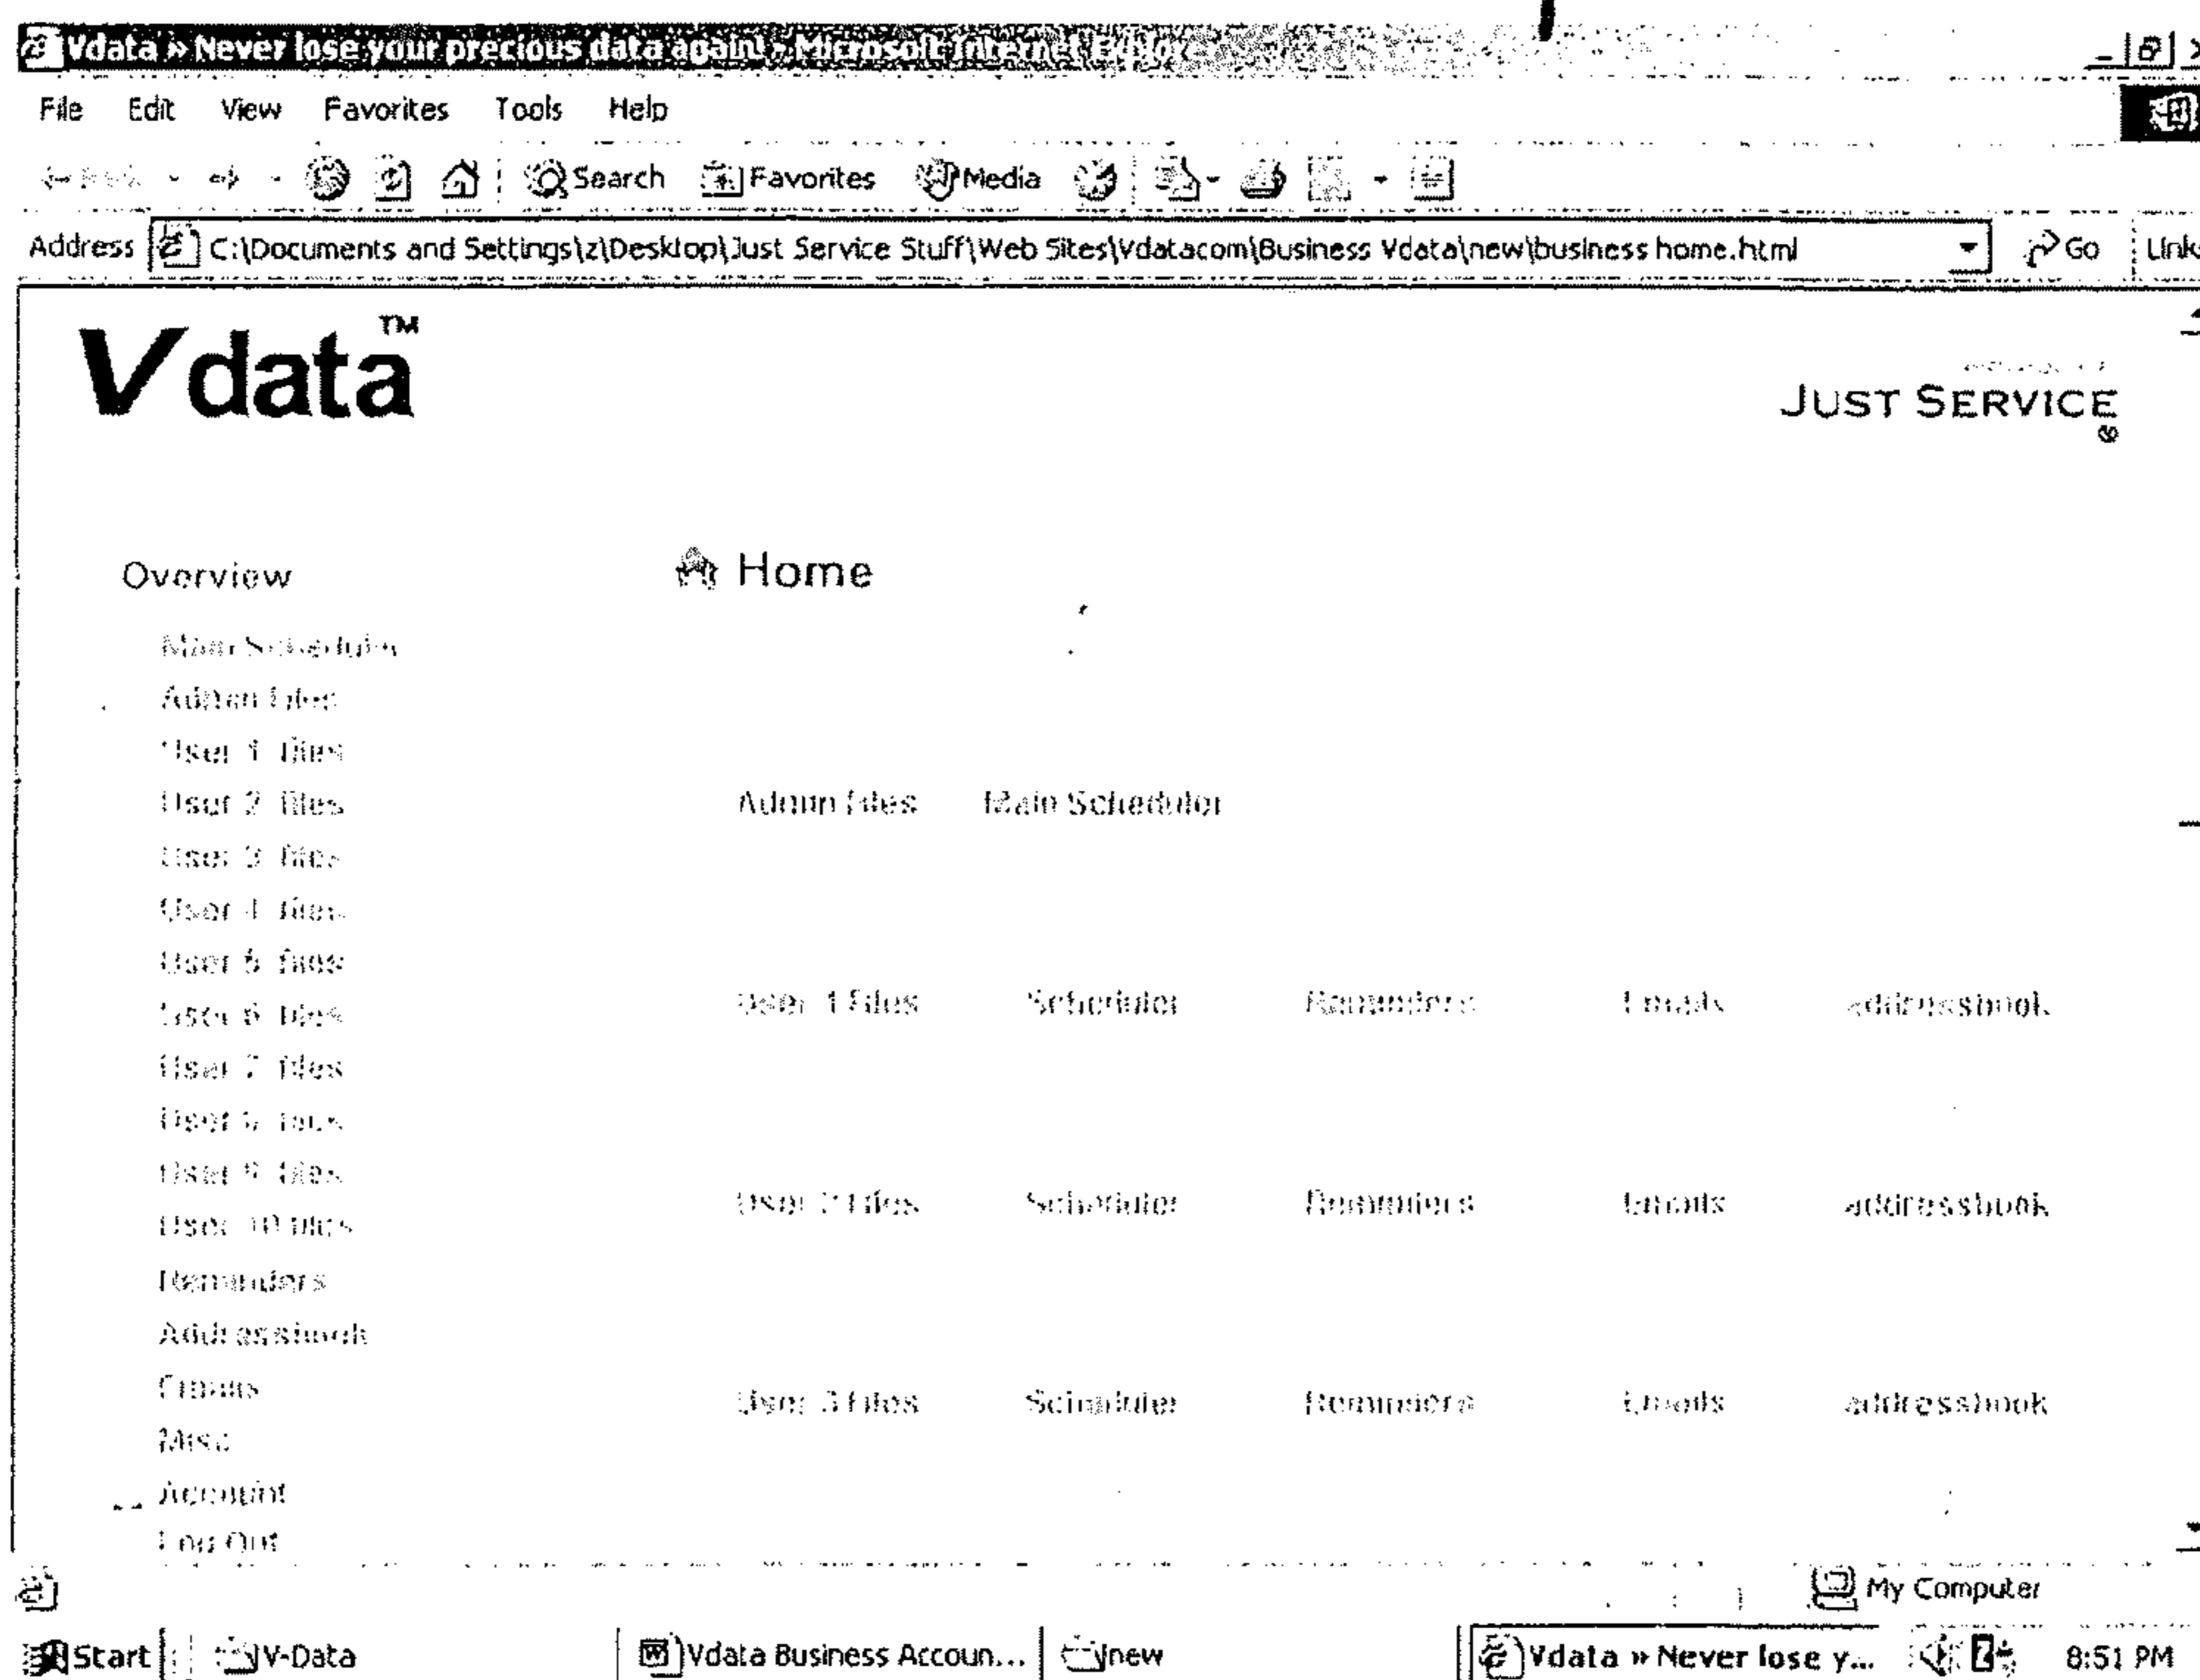 Vdata » Never lose your precious data again! - Microsoft Internet Explorer
File Edit View Favorites Tools Help
Back Search Favorites Media
Address C:\Documents and Settings\z\Desktop\Just Service Stuff\Web Sites\Vdatacom\Business Vdata\new\business home.html Go Links
Vdata™
JUST SERVICE
®
Overview
Home
Main Scheduler
Admin files
User 1 files
User 2 files
Admin files Main Scheduler
User 3 files
User 4 files
User 5 files
User 1 Files Scheduler Reminders Emails addressbook
User 6 files
User 7 files
User 8 files
User 9 files
User 2 Files Scheduler Reminders Emails addressbook
User 10 files
Reminders
Addressbook
Emails
User 3 Files Scheduler Reminders Emails addressbook
Misc
Account
Log Out
My Computer
Start V-Data Vdata Business Accoun... new Vdata » Never lose y... 8:51 PM